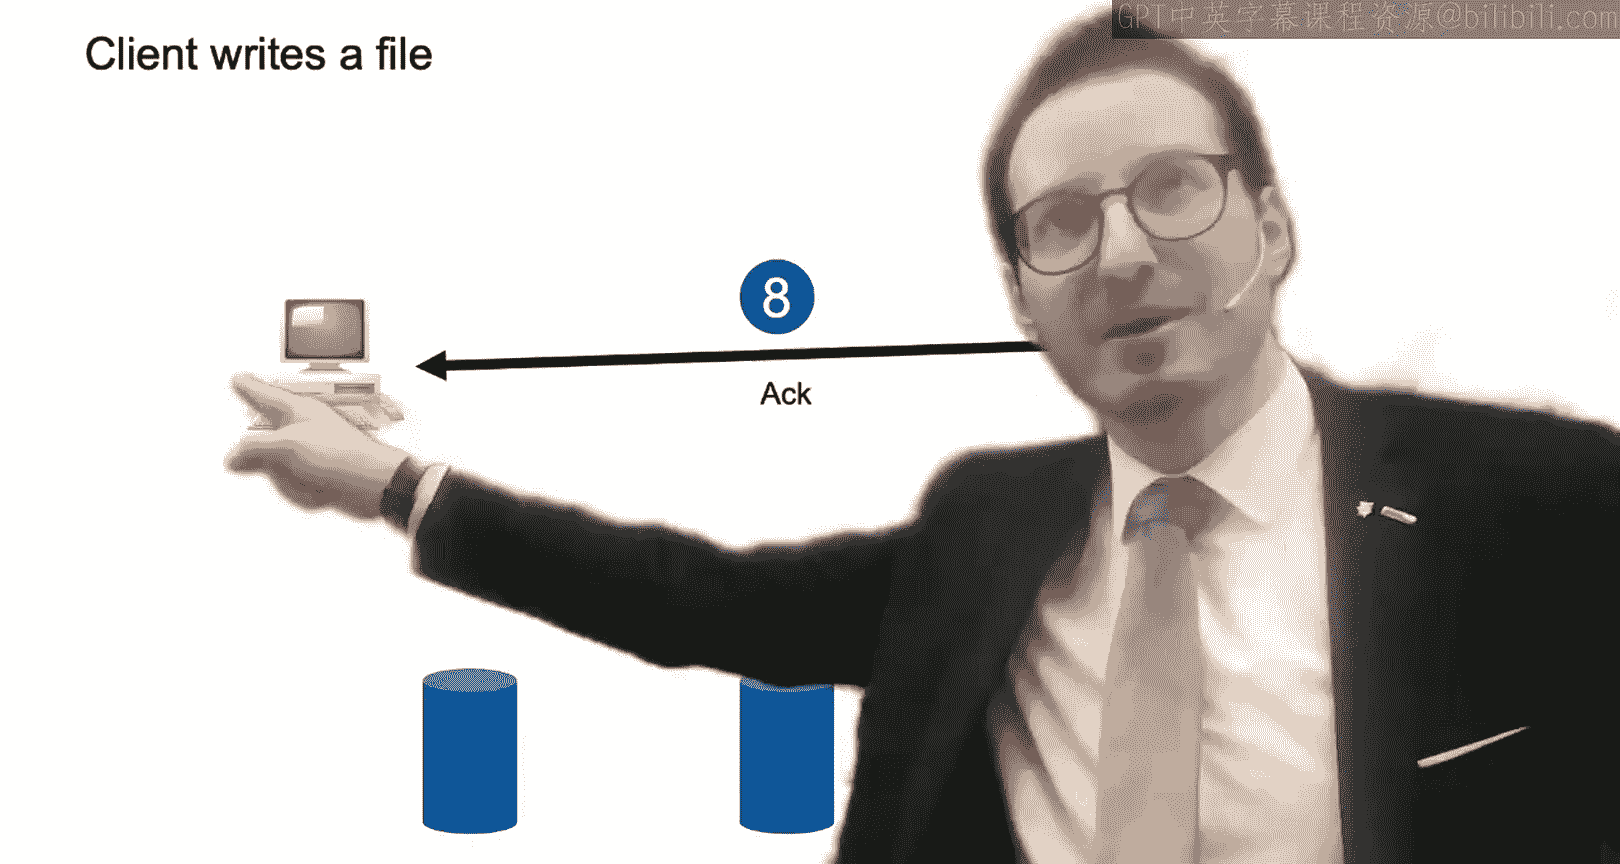 GPT中英字幕课程资源@bilibili.com
Client writes a file
8
Ack